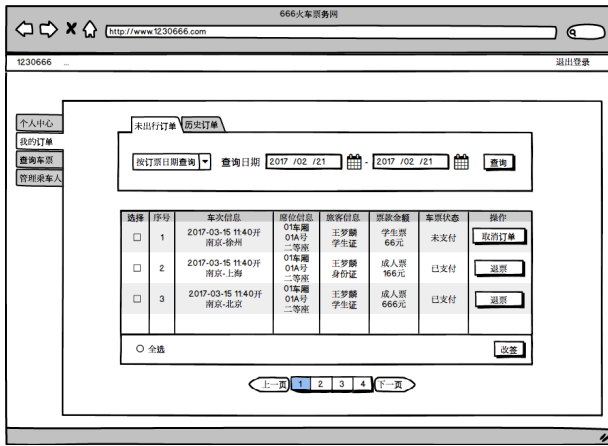 666火车票务网
http://www.1230666.com
1230666 ...
退出登录
个人中心
我的订单
查询车票
管理乘车人
未出行订单 历史订单
按订票日期查询 查询日期 2017 /02 /21 - 2017 /02 /21 查询
选择 序号 车次信息 席位信息 旅客信息 票款金额 车票状态 操作
1 2017-03-15 11:40开 南京-徐州 01车厢 01A号 二等座 王梦麟 学生证 学生票 66元 未支付 取消订单
2 2017-03-15 11:40开 南京-上海 01车厢 01A号 二等座 王梦麟 身份证 成人票 166元 已支付 退票
3 2017-03-15 11:40开 南京-北京 01车厢 01A号 二等座 王梦麟 学生证 成人票 666元 已支付 退票
全选 改签
上一页 1 2 3 4 下一页